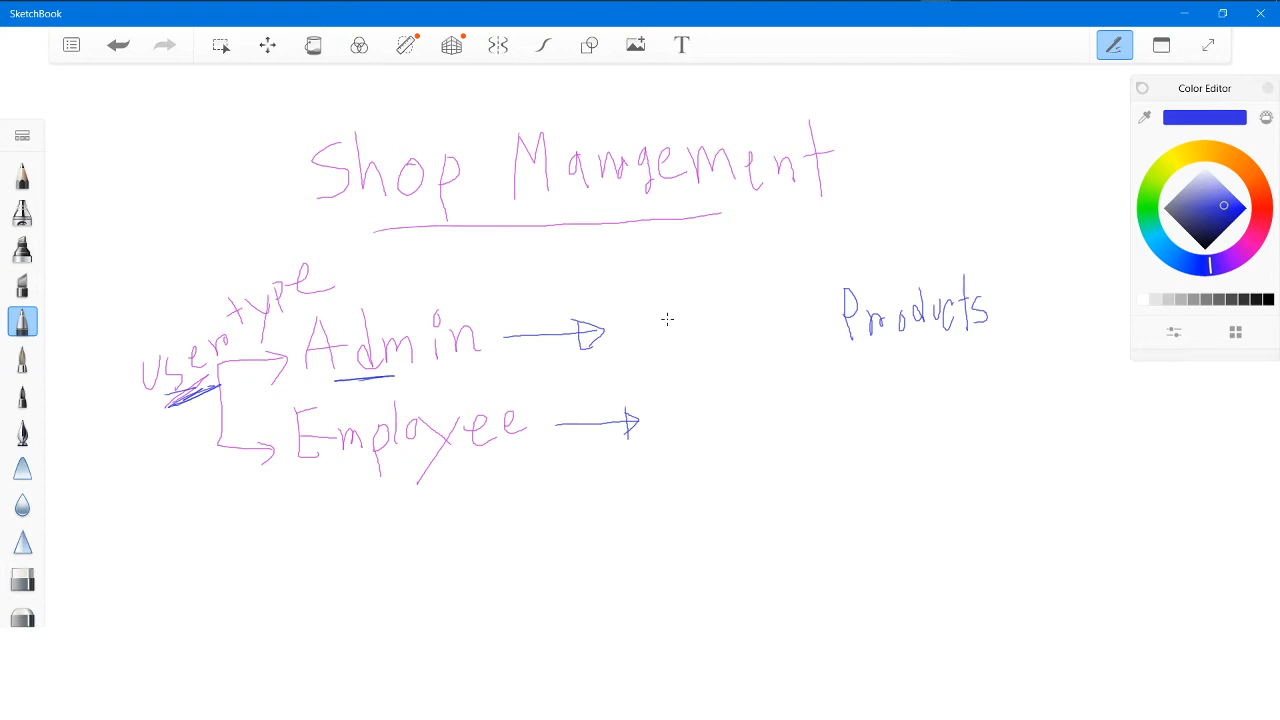 SketchBook
T
Color Editor
Shop Mangement
user type
Admin
Products
Employee